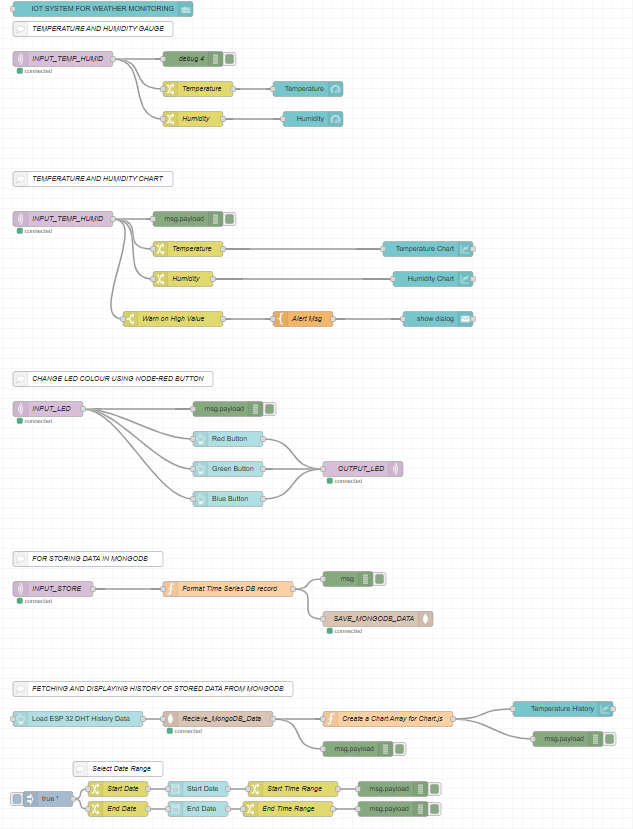 IOT SYSTEM FOR WEATHER MONITORING
TEMPERATURE AND HUMIDITY GAUGE
INPUT_TEMP_HUMID
debug 4
connected
Temperature
Temperature
Humidity
Humidity
TEMPERATURE AND HUMIDITY CHART
INPUT_TEMP_HUMID
msg.payload
connected
Temperature
Temperature Chart
Humidity
Humidity Chart
Warn on High Value
Alert Msg
show dialog
CHANGE LED COLOUR USING NODE-RED BUTTON
INPUT_LED
msg.payload
connected
Red Button
Green Button
OUTPUT_LED
connected
Blue Button
FOR STORING DATA IN MONGODB
msg
INPUT_STORE
Format Time Series DB record
connected
SAVE_MONGODB_DATA
connected
FETCHING AND DISPLAYING HISTORY OF STORED DATA FROM MONGODB
Temperature History
Load ESP 32 DHT History Data
Recieve_MongoDB_Data
Create a Chart Array for Chart.js
connected
msg.payload
msg.payload
Select Date Range
Start Date
Start Date
Start Time Range
msg.payload
true
End Date
End Date
End Time Range
msg.payload